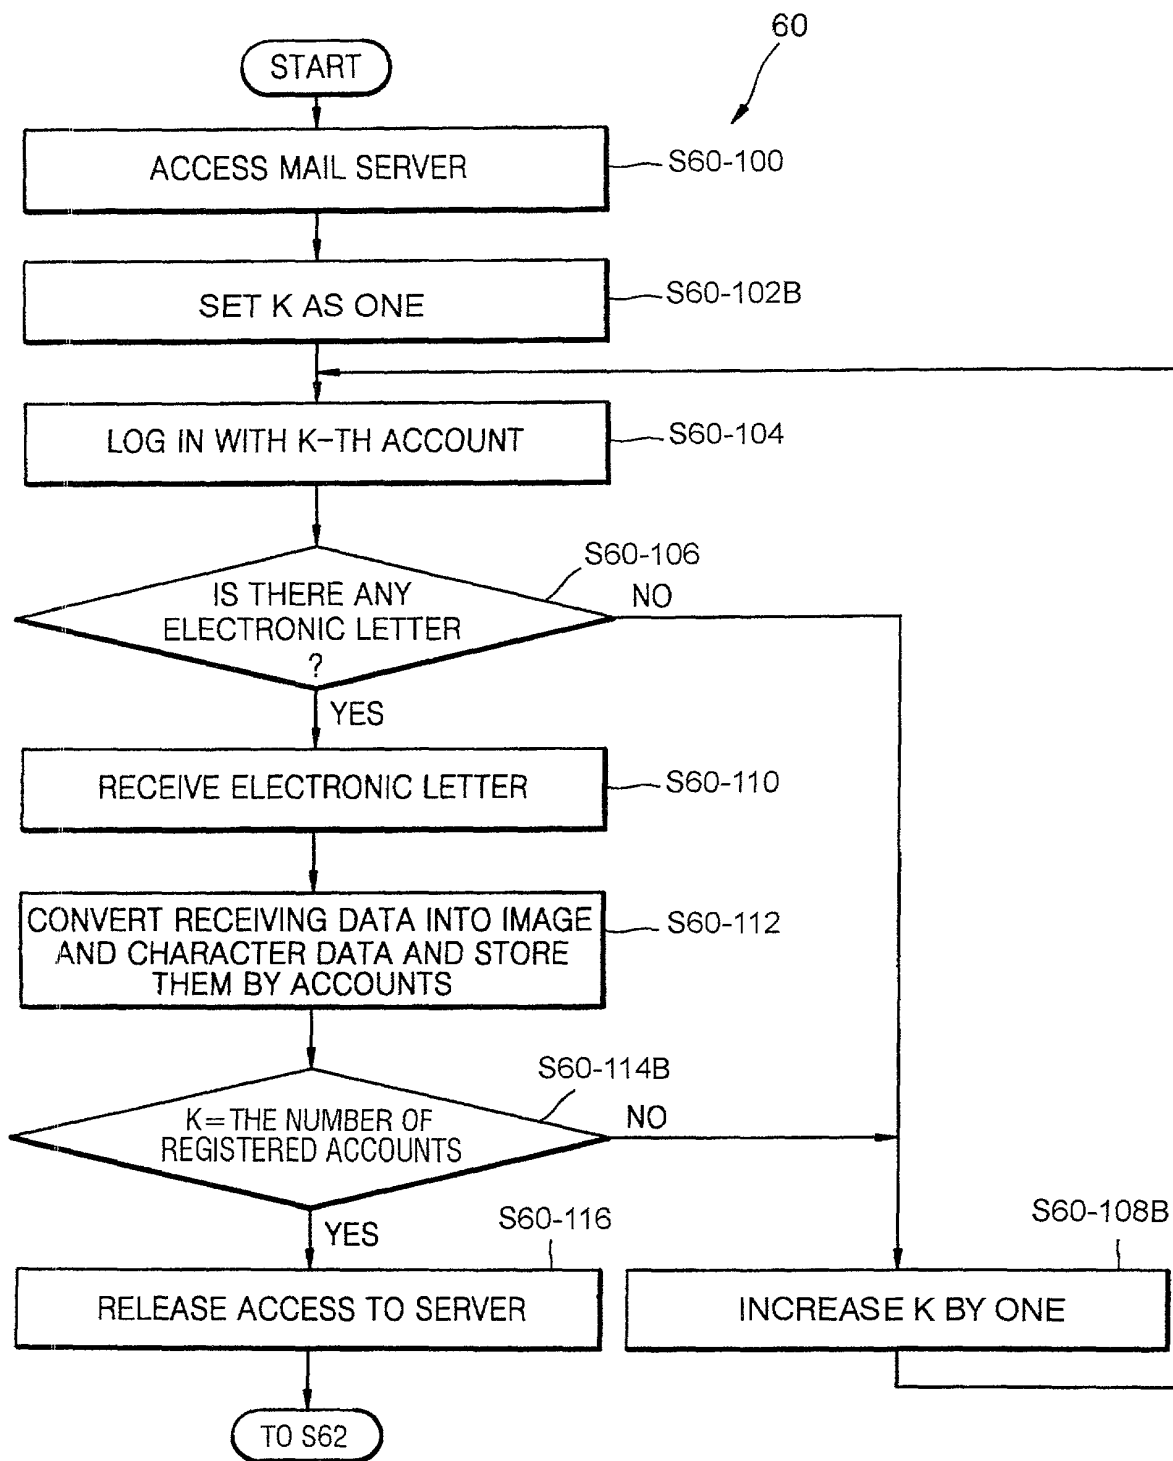 60
START
ACCESS MAIL SERVER
S60-100
SET K AS ONE
S60-102B
LOG IN WITH K-TH ACCOUNT
S60-104
S60-106
IS THERE ANY
ELECTRONIC LETTER
?
NO
YES
RECEIVE ELECTRONIC LETTER
S60-110
CONVERT RECEIVING DATA INTO IMAGE
AND CHARACTER DATA AND STORE
THEM BY ACCOUNTS
S60-112
S60-114B
K=THE NUMBER OF
REGISTERED ACCOUNTS
NO
YES
S60-116
S60-108B
RELEASE ACCESS TO SERVER
INCREASE K BY ONE
TO S62